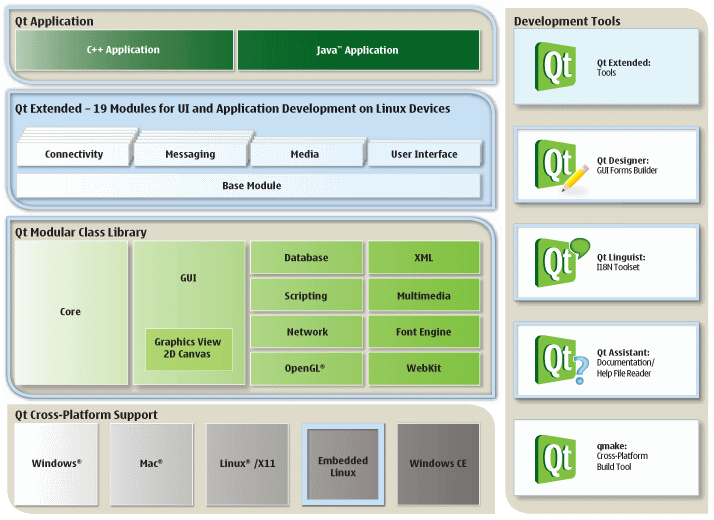 Qt Application
C++ Application
Java™ Application
Qt Extended – 19 Modules for UI and Application Development on Linux Devices
Connectivity
Messaging
Media
User Interface
Base Module
Qt Modular Class Library
Core
GUI
Graphics View
2D Canvas
Database
XML
Scripting
Multimedia
Network
Font Engine
OpenGL®
WebKit
Qt Cross-Platform Support
Windows®
Mac®
Linux® /X11
Embedded
Linux
Windows CE
Development Tools
Qt
Qt Extended:
Tools
Qt
Qt Designer:
GUI Forms Builder
Qt
Qt Linguist:
I18N Toolset
Qt
Qt Assistant:
Documentation/
Help File Reader
Qt
qmake:
Cross-Platform
Build Tool